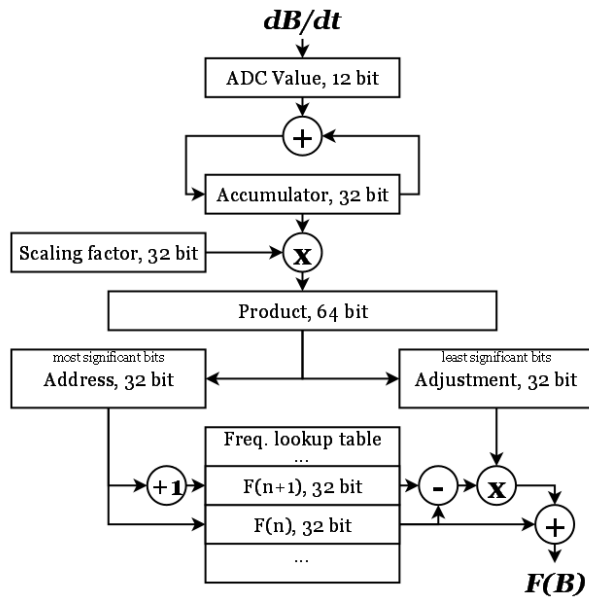 dB/dt
ADC Value, 12 bit
+
Accumulator, 32 bit
Scaling factor, 32 bit
x
Product, 64 bit
most significant bits
Address, 32 bit
least significant bits
Adjustment, 32 bit
Freq. lookup table
...
+1
F(n+1), 32 bit
-
x
F(n), 32 bit
+
...
F(B)